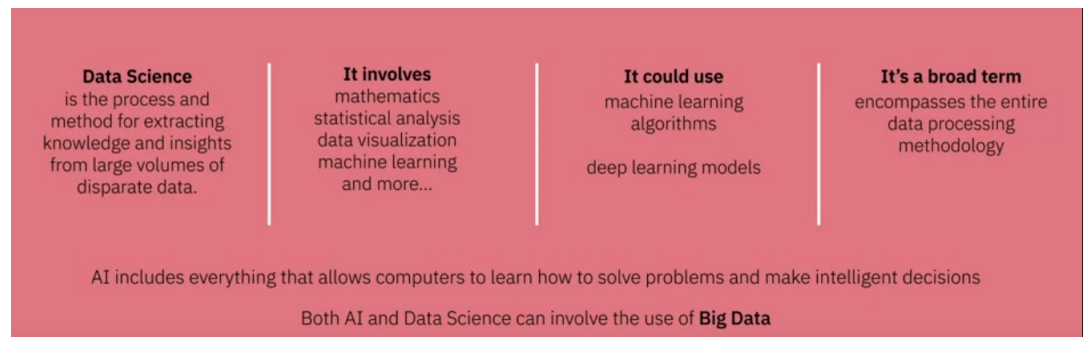 Data Science
is the process and
method for extracting
knowledge and insights
from large volumes of
disparate data.
It involves
mathematics
statistical analysis
data visualization
machine learning
and more...
It could use
machine learning
algorithms
deep learning models
It's a broad term
encompasses the entire
data processing
methodology
AI includes everything that allows computers to learn how to solve problems and make intelligent decisions
Both AI and Data Science can involve the use of Big Data